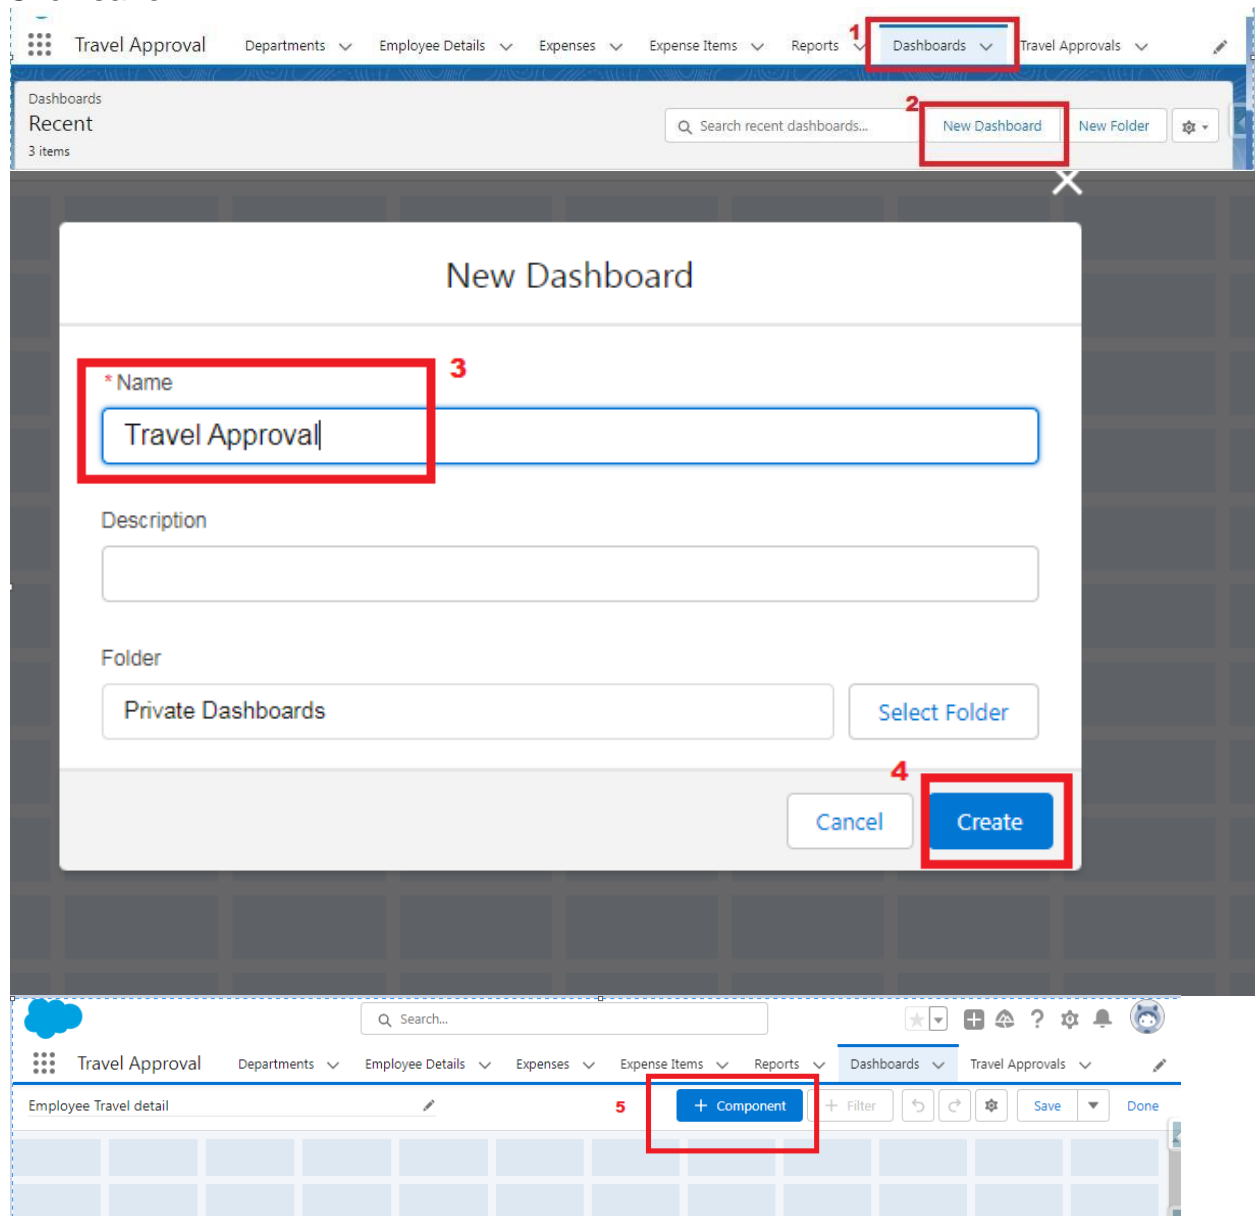 Travel Approval Departments Employee Details Expenses Expense Items Reports 1 Dashboards Travel Approvals
Dashboards
Recent
3 items
Search recent dashboards... 2 New Dashboard New Folder
New Dashboard
* Name 3
Travel Approval
Description
Folder
Private Dashboards Select Folder
4
Cancel Create
Search...
Travel Approval Departments Employee Details Expenses Expense Items Reports Dashboards Travel Approvals
Employee Travel detail 5 + Component + Filter Save Done